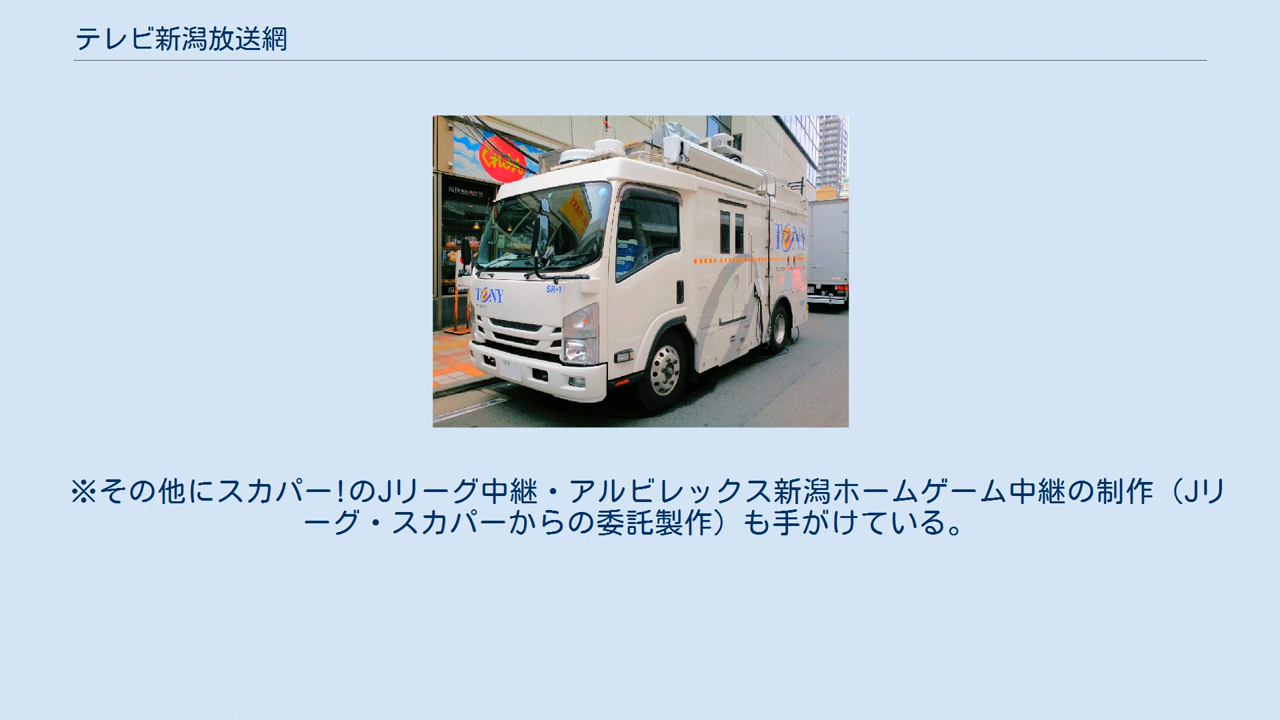 テレビ新潟放送網
TONY
SR-1
TONY
※その他にスカパー!のJリーグ中継・アルビレックス新潟ホームゲーム中継の制作（Jリ
ーグ・スカパーからの委託製作）も手がけている。